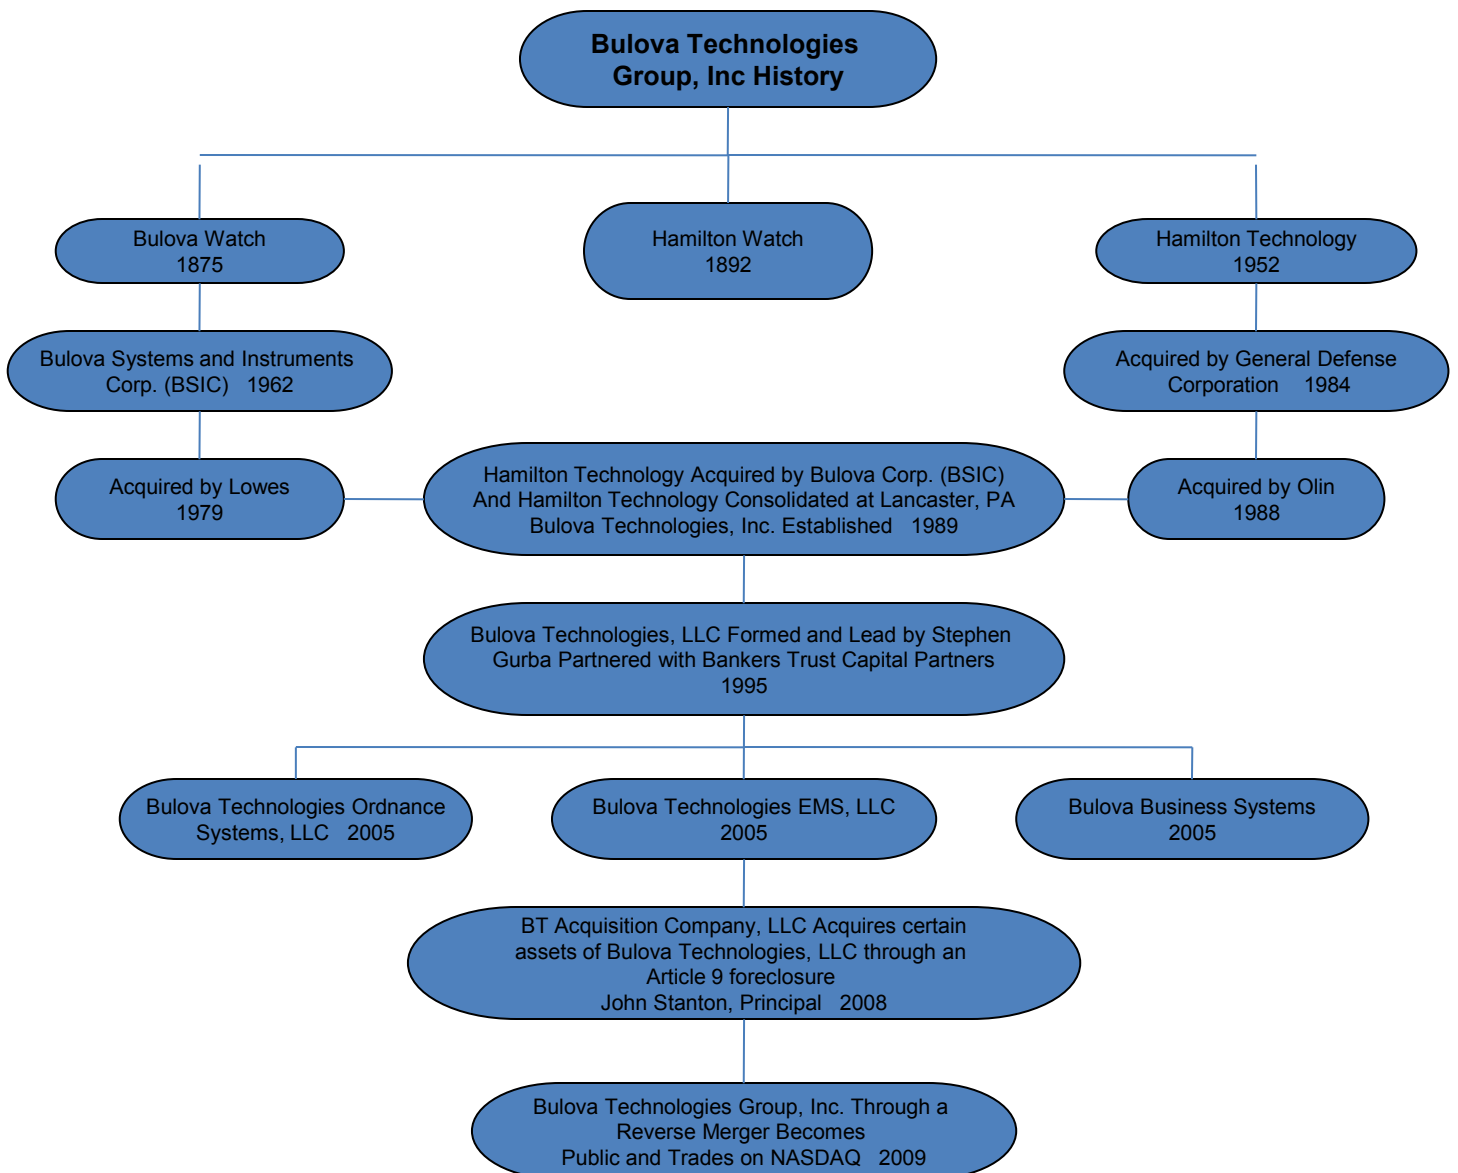 Bulova Technologies
Group, Inc History
Bulova Watch
1875
Hamilton Watch
1892
Hamilton Technology
1952
Bulova Systems and Instruments
Corp. (BSIC) 1962
Acquired by General Defense
Corporation 1984
Acquired by Lowes
1979
Hamilton Technology Acquired by Bulova Corp. (BSIC)
And Hamilton Technology Consolidated at Lancaster, PA
Bulova Technologies, Inc. Established 1989
Acquired by Olin
1988
Bulova Technologies, LLC Formed and Lead by Stephen
Gurba Partnered with Bankers Trust Capital Partners
1995
Bulova Technologies Ordnance
Systems, LLC 2005
Bulova Technologies EMS, LLC
2005
Bulova Business Systems
2005
BT Acquisition Company, LLC Acquires certain
assets of Bulova Technologies, LLC through an
Article 9 foreclosure
John Stanton, Principal 2008
Bulova Technologies Group, Inc. Through a
Reverse Merger Becomes
Public and Trades on NASDAQ 2009